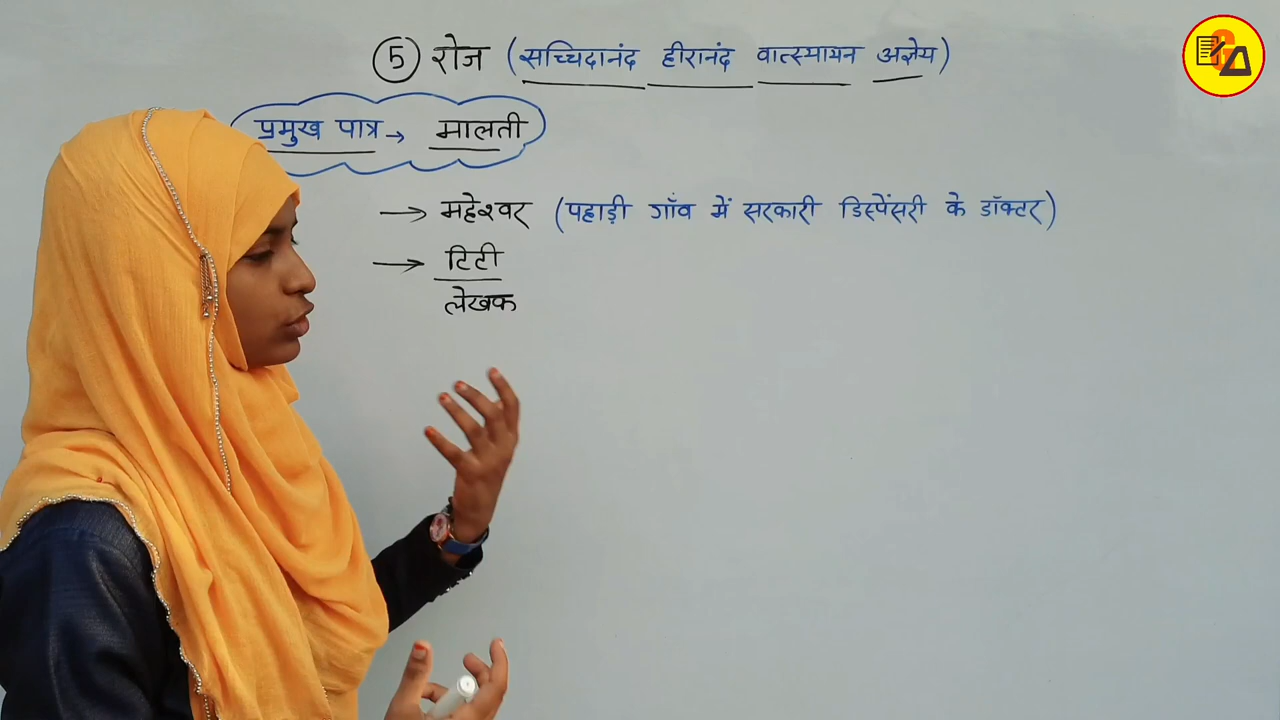 5 रोज (सच्चिदानंद हीरानंद वात्स्यायन अज्ञेय)
प्रमुख पात्र → मालती
→ महेश्वर (पहाड़ी गाँव में सरकारी डिस्पेंसरी के डॉक्टर)
→ टिटी
लेखक